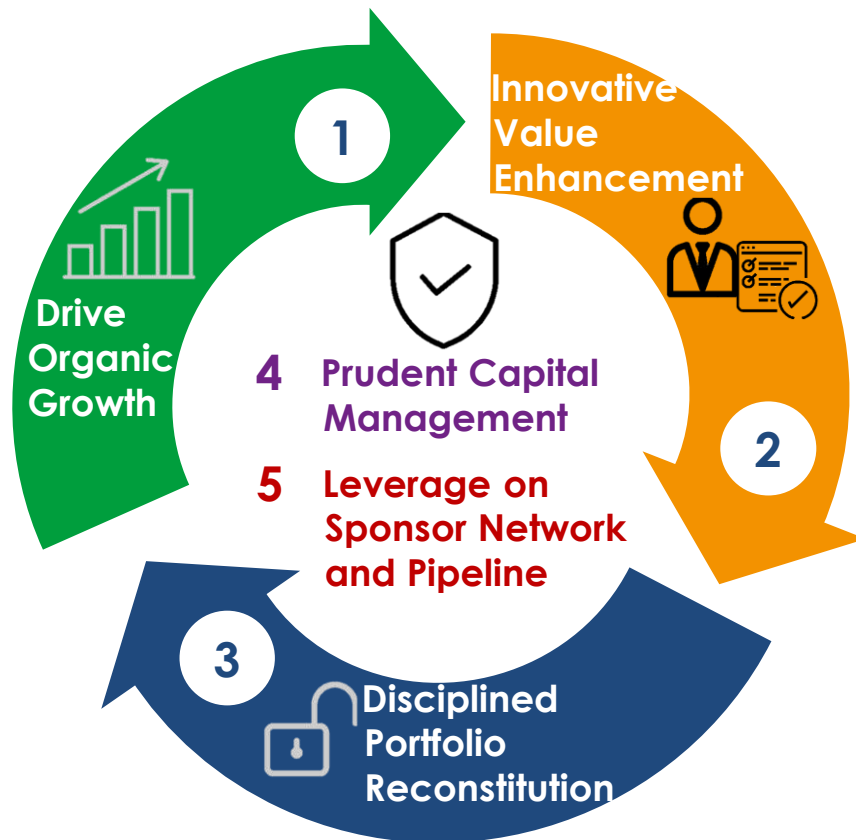 1
Drive
Organic
Growth
Innovative
Value
Enhancement
2
3
Disciplined
Portfolio
Reconstitution
4 Prudent Capital
Management
5 Leverage on
Sponsor Network
and Pipeline